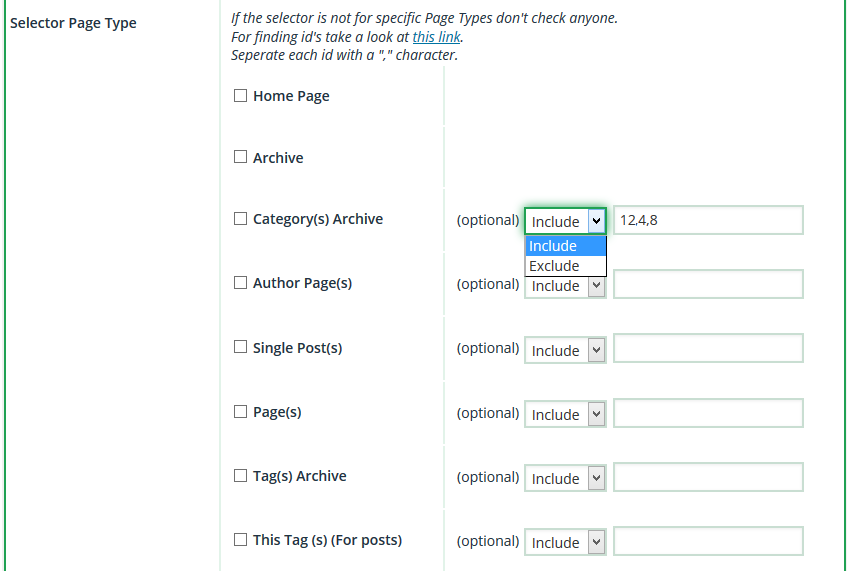 Selector Page Type
If the selector is not for specific Page Types don't check anyone.
For finding id's take a look at this link.
Seperate each id with a "," character.
Home Page
Archive
Category(s) Archive (optional) Include 12,4,8
Include
Exclude
Author Page(s) (optional) Include
Single Post(s) (optional) Include
Page(s) (optional) Include
Tag(s) Archive (optional) Include
This Tag (s) (For posts) (optional) Include